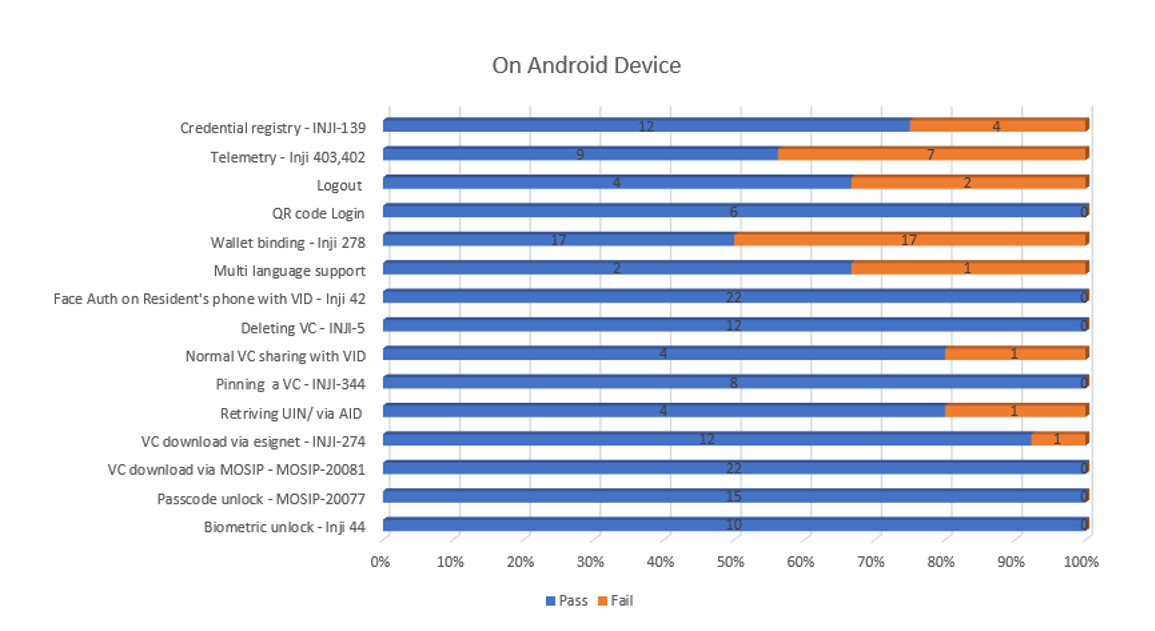 On Android Device
Credential registry - INJI-139 12 4
Telemetry - Inji 403,402 9 7
Logout 4 2
QR code Login 6 0
Wallet binding - Inji 278 17 17
Multi language support 2 1
Face Auth on Resident's phone with VID - Inji 42 22 0
Deleting VC - INJI-5 12 0
Normal VC sharing with VID 4 1
Pinning a VC - INJI-344 8 0
Retriving UIN/ via AID 4 1
VC download via esignet - INJI-274 12 1
VC download via MOSIP - MOSIP-20081 22 0
Passcode unlock - MOSIP-20077 15 0
Biometric unlock - Inji 44 10 0
0% 10% 20% 30% 40% 50% 60% 70% 80% 90% 100%
Pass Fail